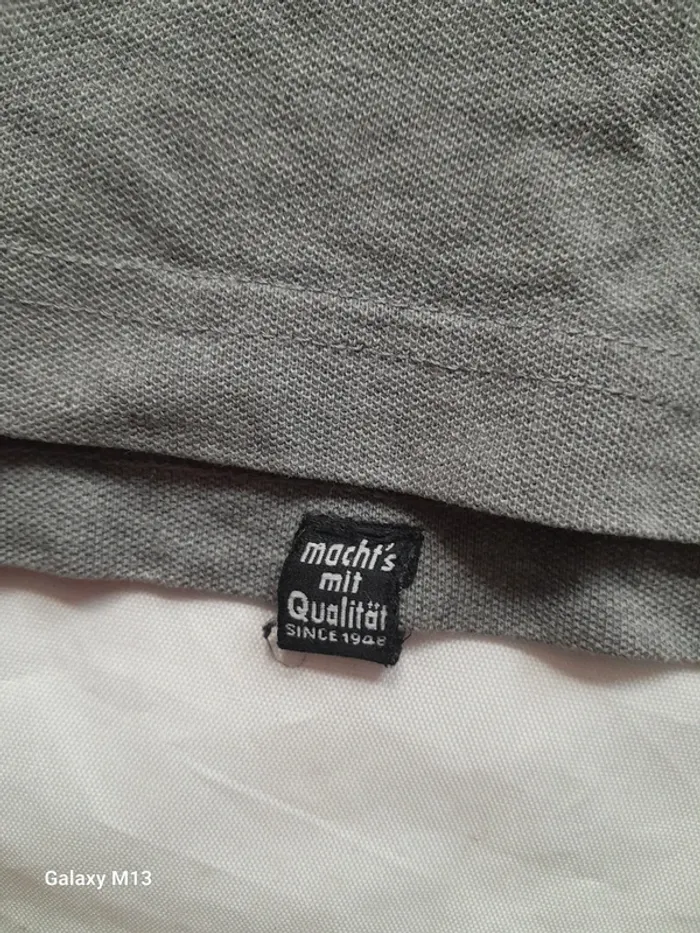 macht's
mit
Qualität
SINCE 1948
Galaxy M13